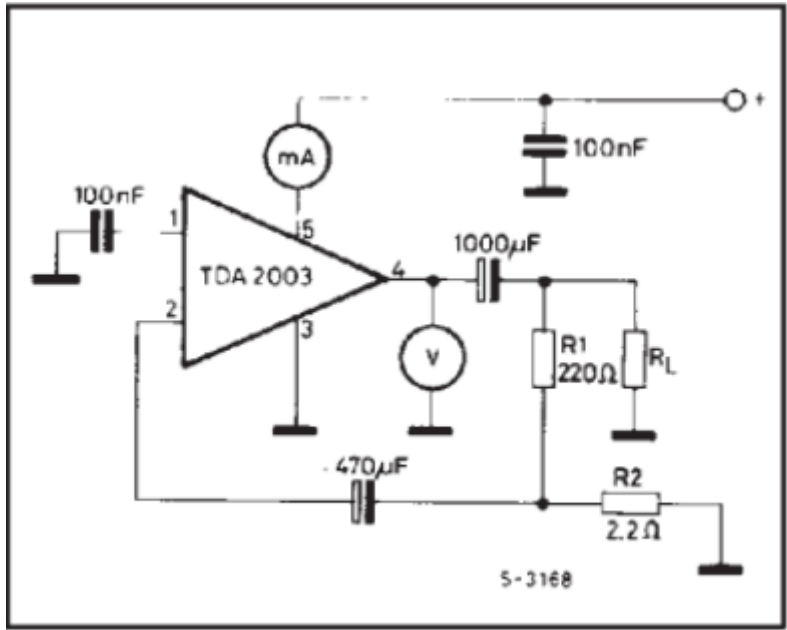 +
mA
100nF
100nF
1
5
1000µF
TDA 2003
4
2
3
V
R1
220Ω
RL
470µF
R2
2.2Ω
S-3168